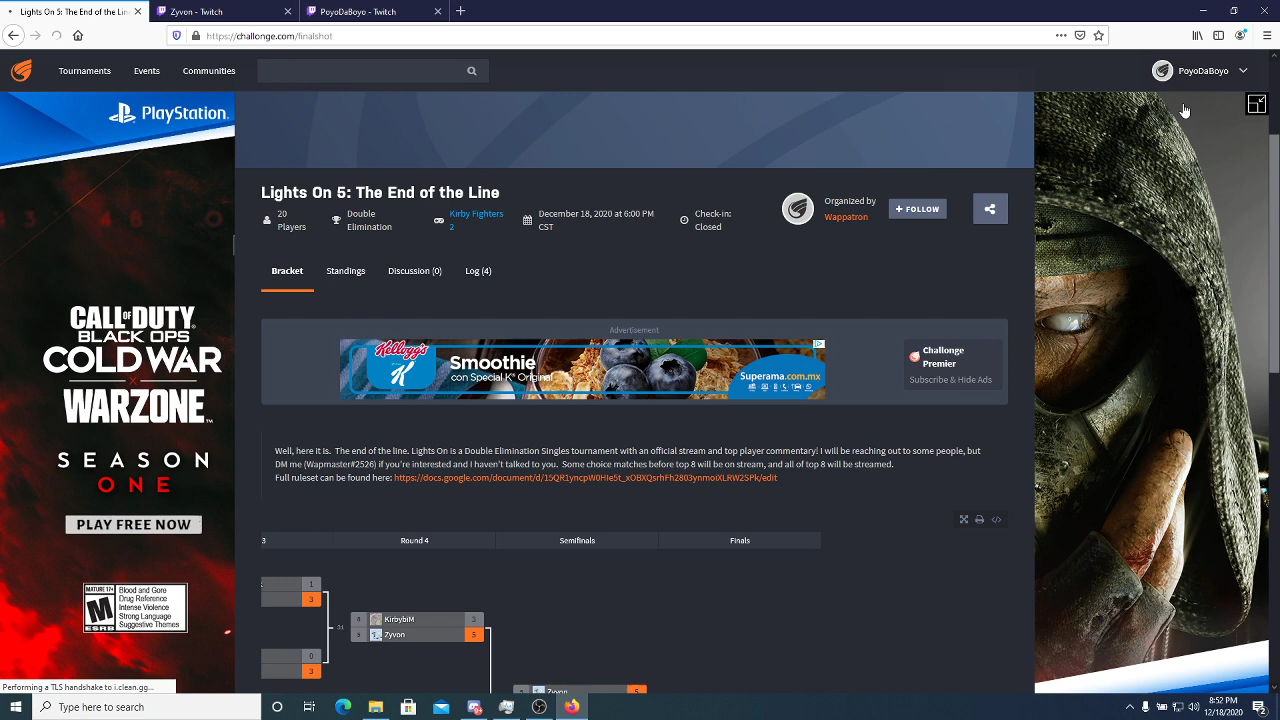 Lights On 5: The End of the Lin
Zyvon - Twitch
PoyoDaBoyo - Twitch
https://challonge.com/finalshot
Tournaments
Events
Communities
PoyoDaBoyo
PlayStation.
Lights On 5: The End of the Line
20
Players
Double
Elimination
Kirby Fighters
2
December 18, 2020 at 6:00 PM
CST
Check-in:
Closed
Organized by
Wappatron
+ FOLLOW
Bracket
Standings
Discussion (0)
Log (4)
Advertisement
Kellogg's
K
Smoothie
con Special K® Original
Superama.com.mx
Challonge
Premier
Subscribe & Hide Ads
CALL OF DUTY
BLACK OPS
COLD WAR
WARZONE™
SEASON
ONE
PLAY FREE NOW
MATURE 17+
M
ESRB
Blood and Gore
Drug Reference
Intense Violence
Strong Language
Suggestive Themes
Well, here it is. The end of the line. Lights On is a Double Elimination Singles tournament with an official stream and top player commentary! I will be reaching out to some people, but
DM me (Wapmaster#2526) if you're interested and I haven't talked to you. Some choice matches before top 8 will be on stream, and all of top 8 will be streamed.
Full ruleset can be found here:
3
Round 4
Semifinals
Finals
1
3
0
3
31
4 KirbybiM 3
5 Zyvon 5
Zyvon 5
Performing a TLS handshake to i.clean.gg...
Type here to search
8:52 PM
12/18/2020
2